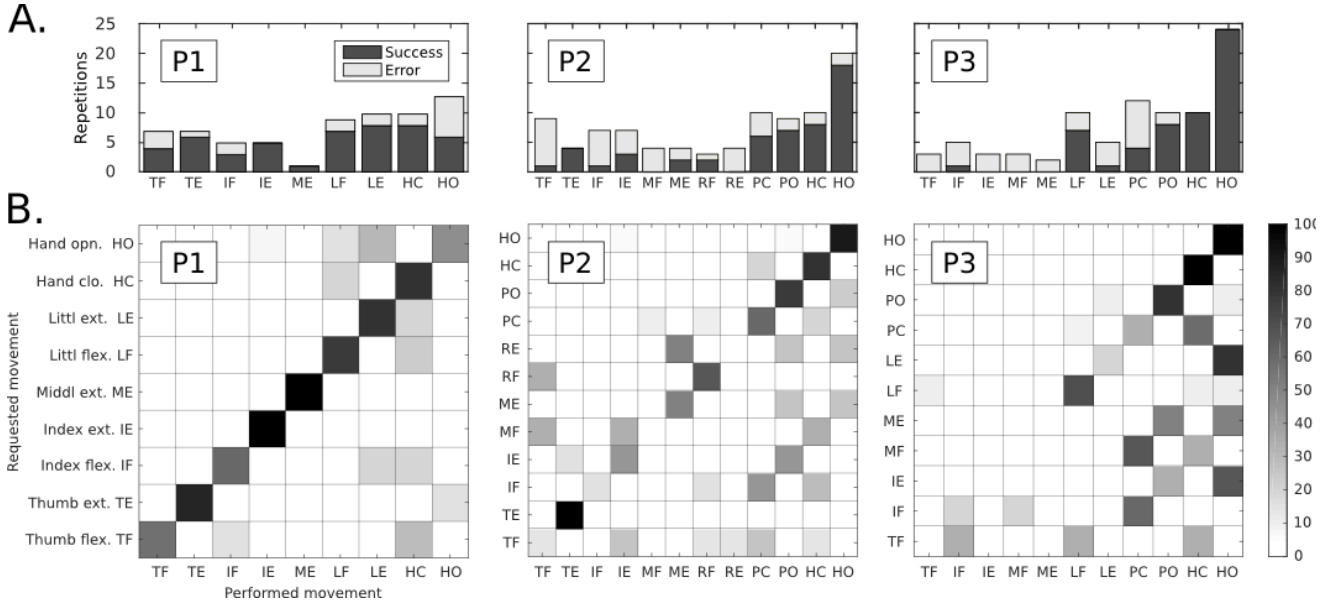 A.
25
20
15
10
5
0
Repetitions
P1
Success
Error
TF TE IF IE ME LF LE HC HO
P2
TF TE IF IE MF ME RF RE PC PO HC HO
P3
TF IF IE MF ME LF LE PC PO HC HO
B.
Requested movement
Hand opn. HO
Hand clo. HC
Littl ext. LE
Littl flex. LF
Middl ext. ME
Index ext. IE
Index flex. IF
Thumb ext. TE
Thumb flex. TF
P1
TF TE IF IE ME LF LE HC HO
Performed movement
HO
HC
PO
PC
RE
RF
ME
MF
IE
IF
TE
TF
P2
TF TE IF IE MF ME RF RE PC PO HC HO
HO
HC
PO
PC
LE
LF
ME
MF
IE
IF
TF
P3
TF IF IE MF ME LF LE PC PO HC HO
100
90
80
70
60
50
40
30
20
10
0